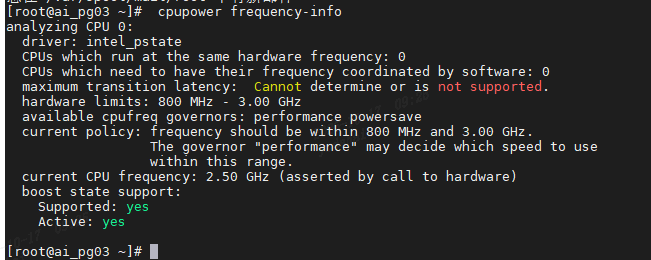 [root@ai_pg03 ~]# cpupower frequency-info
analyzing CPU 0:
  driver: intel_pstate
  CPUs which run at the same hardware frequency: 0
  CPUs which need to have their frequency coordinated by software: 0
  maximum transition latency:  Cannot determine or is not supported.
  hardware limits: 800 MHz - 3.00 GHz
  available cpufreq governors: performance powersave
  current policy: frequency should be within 800 MHz and 3.00 GHz.
                  The governor "performance" may decide which speed to use
                  within this range.
  current CPU frequency: 2.50 GHz (asserted by call to hardware)
  boost state support:
    Supported: yes
    Active: yes
[root@ai_pg03 ~]#